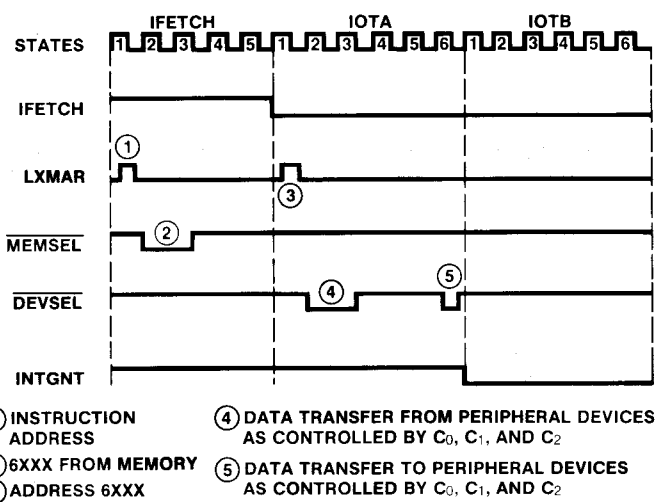 IFETCH IOTA IOTB
STATES 1 2 3 4 5 1 2 3 4 5 6 1 2 3 4 5 6
IFETCH
1
LXMAR
3
2
MEMSEL
4 5
DEVSEL
INTGNT
INSTRUCTION
ADDRESS
6XXX FROM MEMORY
ADDRESS 6XXX
4 DATA TRANSFER FROM PERIPHERAL DEVICES
AS CONTROLLED BY C0, C1, AND C2
5 DATA TRANSFER TO PERIPHERAL DEVICES
AS CONTROLLED BY C0, C1, AND C2